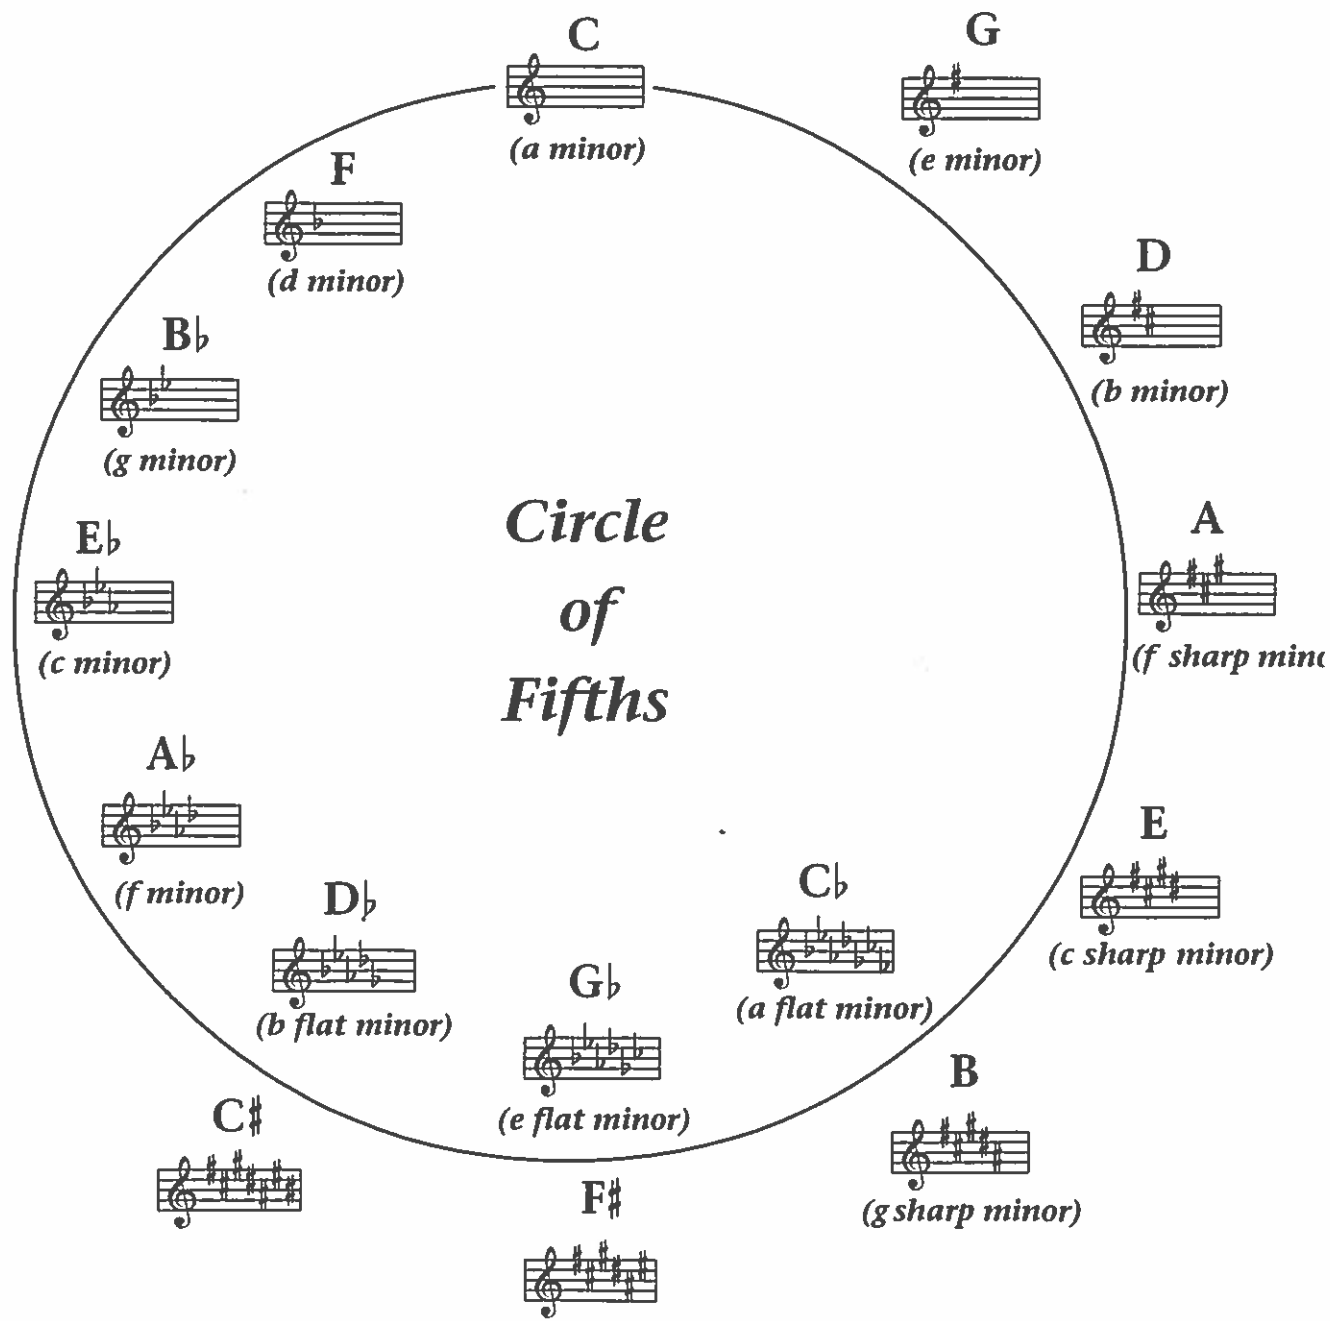 C
(a minor)
G
(e minor)
F
(d minor)
D
(b minor)
B♭
(g minor)
A
(f sharp mino
E♭
(c minor)
Circle
of
Fifths
A♭
(f minor)
E
(c sharp minor)
D♭
(b flat minor)
C♭
(a flat minor)
G♭
(e flat minor)
B
(g sharp minor)
C♯
F♯